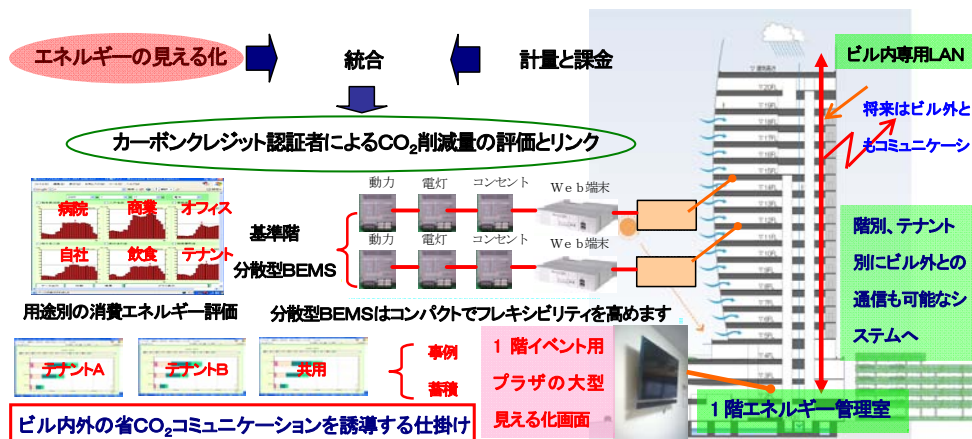 エネルギーの見える化
統合
計量と課金
ビル内専用LAN
将来はビル外と
もコミュニケーシ
カーボンクレジット認証者によるCO₂削減量の評価とリンク
病院
商業
オフィス
自社
飲食
テナント
用途別の消費エネルギー評価
基準階
分散型BEMS
動力
電灯
コンセント
Web端末
動力
電灯
コンセント
Web端末
分散型BEMSはコンパクトでフレキシビリティを高めます
階別、テナント
別にビル外との
通信も可能なシ
ステムへ
テナントA
テナントB
共用
事例
蓄積
1 階イベント用
プラザの大型
見える化画面
1階エネルギー管理室
ビル内外の省CO₂コミュニケーションを誘導する仕掛け